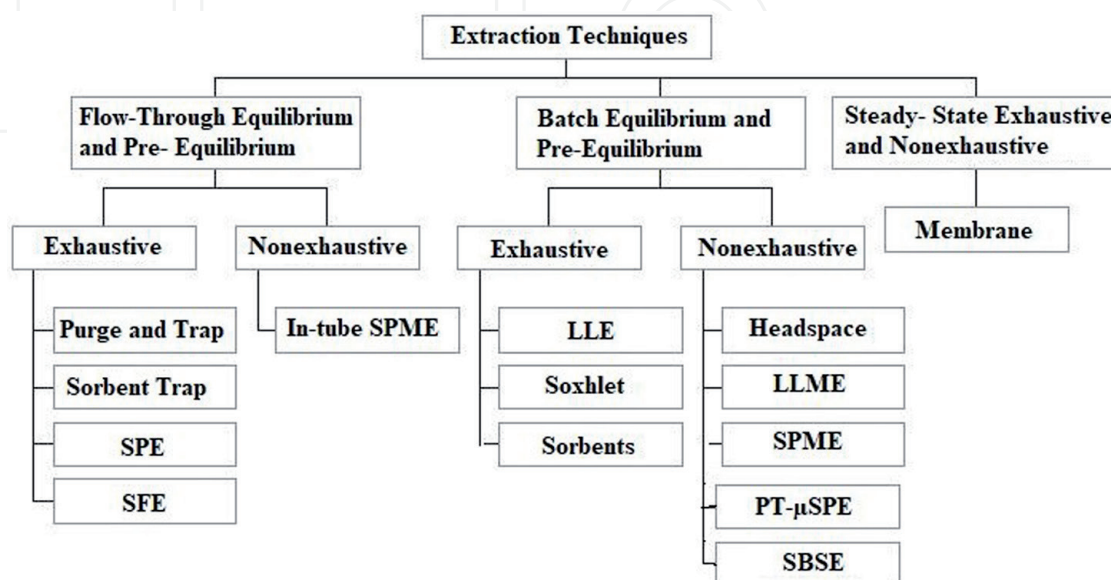 Extraction Techniques
Flow-Through Equilibrium
and Pre- Equilibrium
Batch Equilibrium and
Pre-Equilibrium
Steady- State Exhaustive
and Nonexhaustive
Exhaustive
Nonexhaustive
Exhaustive
Nonexhaustive
Membrane
Purge and Trap
Sorbent Trap
SPE
SFE
In-tube SPME
LLE
Soxhlet
Sorbents
Headspace
LLME
SPME
PT-μSPE
SBSE